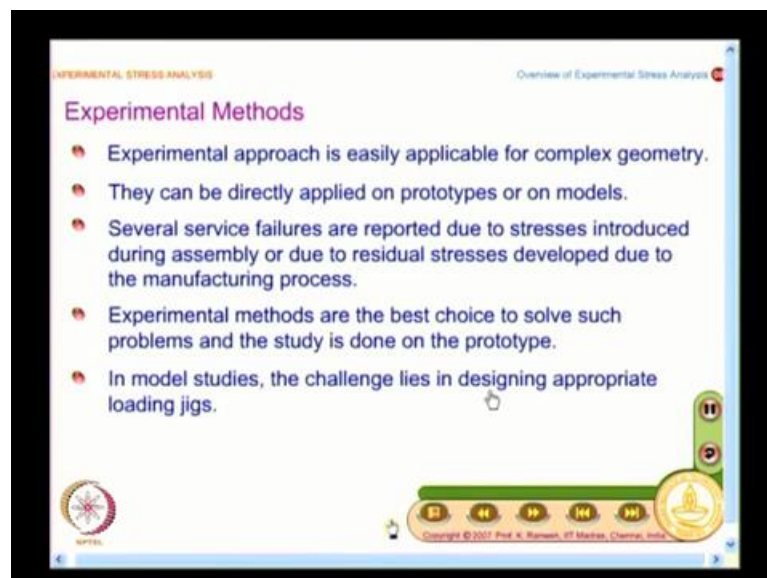 EXPERIMENTAL STRESS ANALYSIS
Overview of Experimental Stress Analysis
Experimental Methods
Experimental approach is easily applicable for complex geometry.
They can be directly applied on prototypes or on models.
Several service failures are reported due to stresses introduced
during assembly or due to residual stresses developed due to
the manufacturing process.
Experimental methods are the best choice to solve such
problems and the study is done on the prototype.
In model studies, the challenge lies in designing appropriate
loading jigs.
NPTEL
Copyright © 2007 Prof. K. Ramesh, IIT Madras, Chennai, India